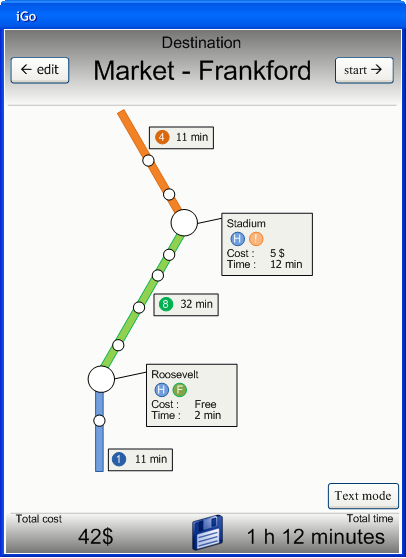 iGo
Destination
← edit
Market - Frankford
start →
4 11 min
Stadium
H !
Cost : 5 $
Time : 12 min
8 32 min
Roosevelt
H F
Cost : Free
Time : 2 min
1 11 min
Text mode
Total cost
Total time
42$
1 h 12 minutes